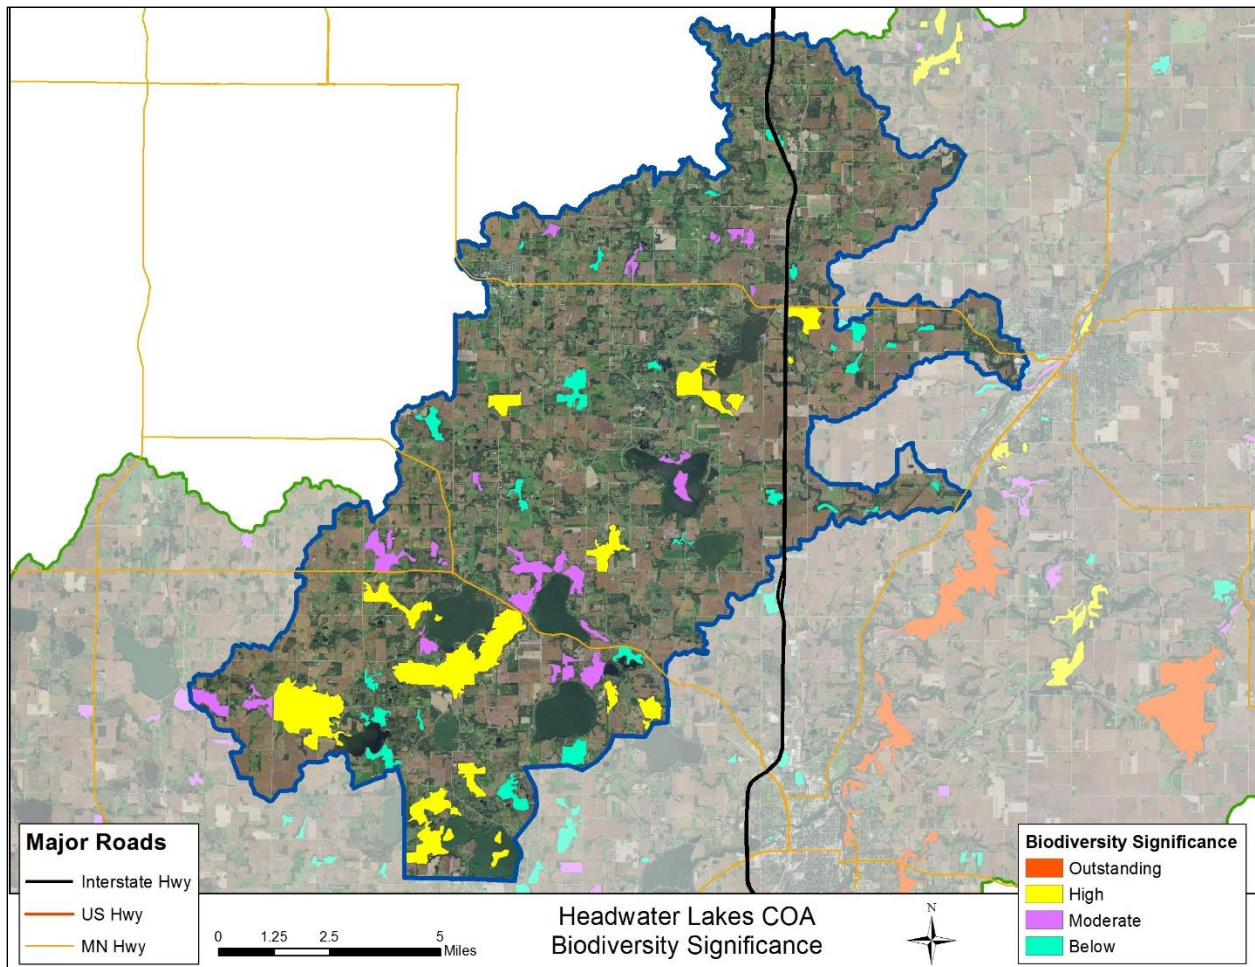 Major Roads
Interstate Hwy
US Hwy
MN Hwy
0 1.25 2.5 5
Miles
Headwater Lakes COA
Biodiversity Significance
N
Biodiversity Significance
Outstanding
High
Moderate
Below